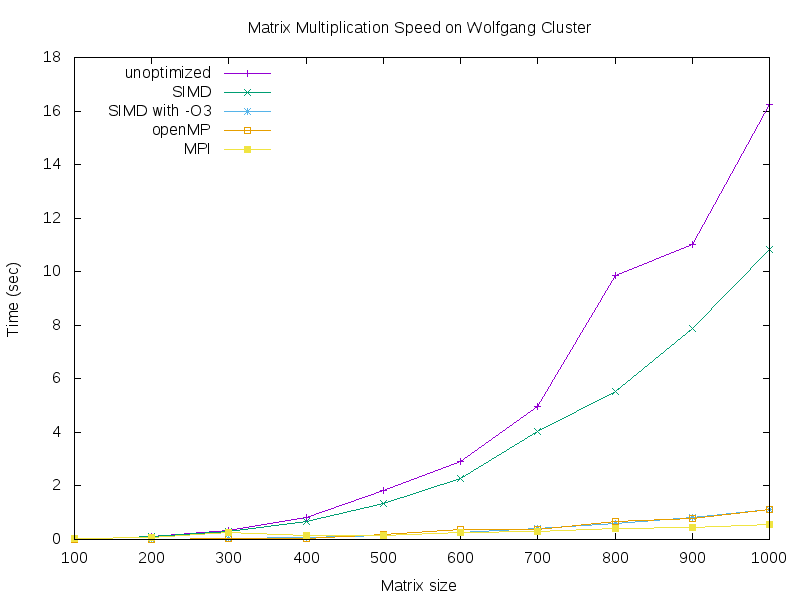 Matrix Multiplication Speed on Wolfgang Cluster
18
16
14
12
10
8
6
4
2
0
Time (sec)
unoptimized
SIMD
SIMD with -O3
openMP
MPI
100 200 300 400 500 600 700 800 900 1000
Matrix size